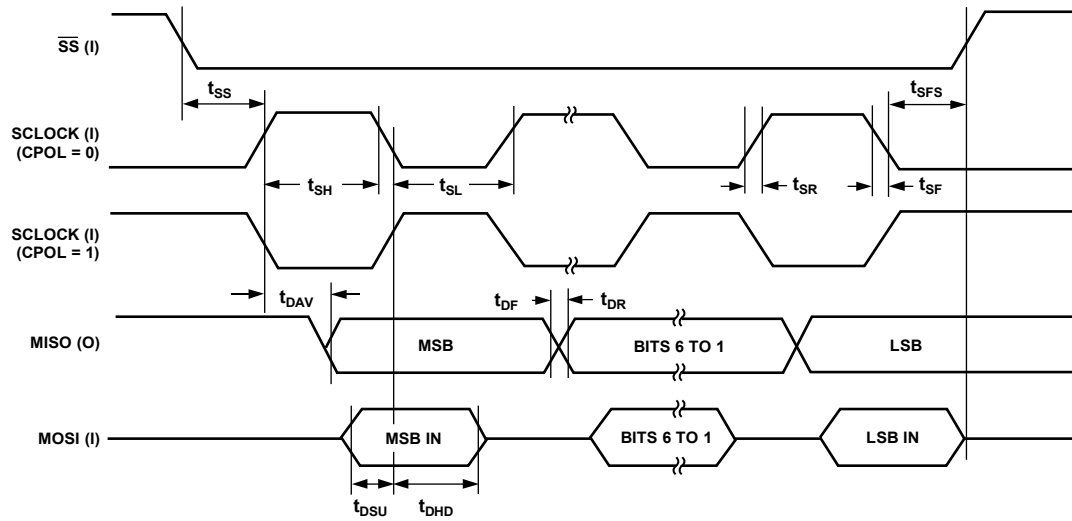 S̅S̅ (I)
tSS
tSFS
SCLOCK (I)
(CPOL = 0)
tSH
tSL
tSR
tSF
SCLOCK (I)
(CPOL = 1)
tDAV
tDF
tDR
MISO (O)
MSB
BITS 6 TO 1
LSB
MOSI (I)
MSB IN
BITS 6 TO 1
LSB IN
tDSU
tDHD